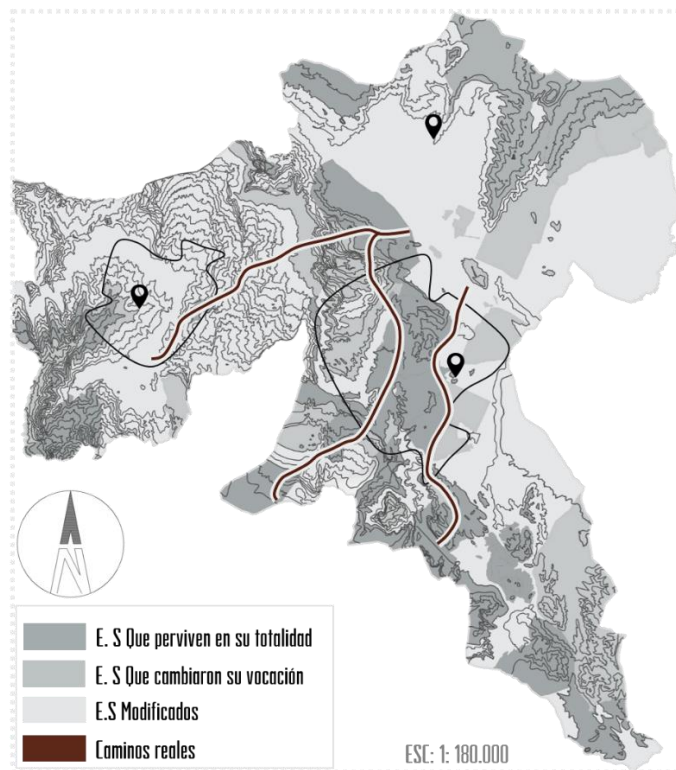 N
E. S Que perviven en su totalidad
E. S Que cambiaron su vocación
E.S Modificados
Caminos reales
ESC: 1: 180.000